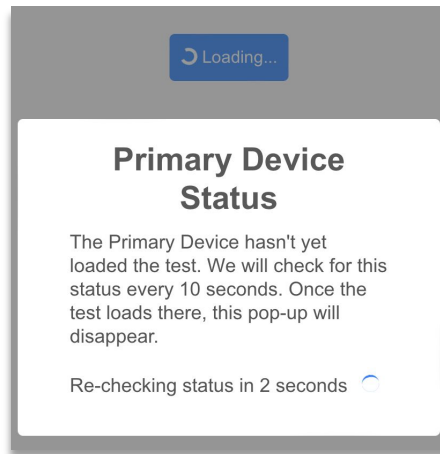 Loading...
Primary Device
Status
The Primary Device hasn't yet
loaded the test. We will check for this
status every 10 seconds. Once the
test loads there, this pop-up will
disappear.
Re-checking status in 2 seconds